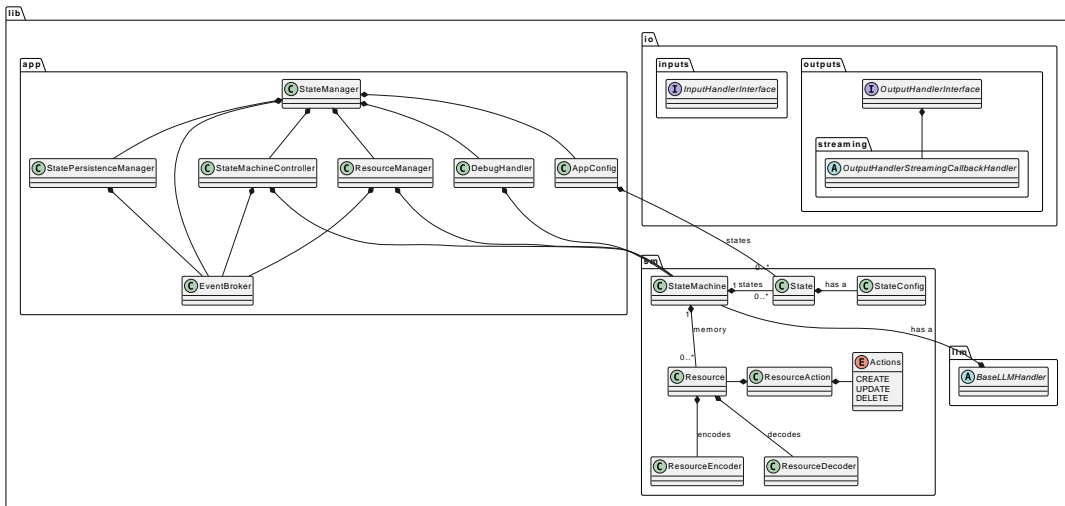 lib
app
StateManager
StatePersistenceManager
StateMachineController
ResourceManager
DebugHandler
AppConfig
EventBroker
io
inputs
InputHandlerInterface
outputs
OutputHandlerInterface
streaming
OutputHandlerStreamingCallbackHandler
states
0..*
sm
StateMachine
1
states
0..*
State
has a
StateConfig
1
memory
0..*
has a
llm
BaseLLMHandler
Resource
ResourceAction
Actions
CREATE
UPDATE
DELETE
encodes
decodes
ResourceEncoder
ResourceDecoder